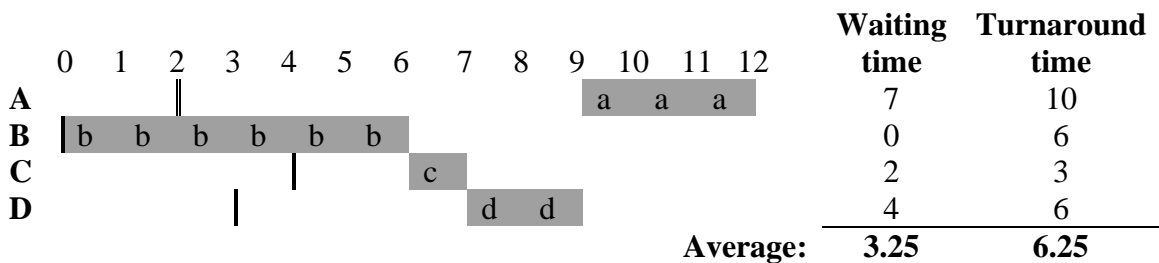 Waiting Turnaround
0 1 2 3 4 5 6 7 8 9 10 11 12 time time
A a a a 7 10
B b b b b b b 0 6
C c 2 3
D d d 4 6
Average: 3.25 6.25